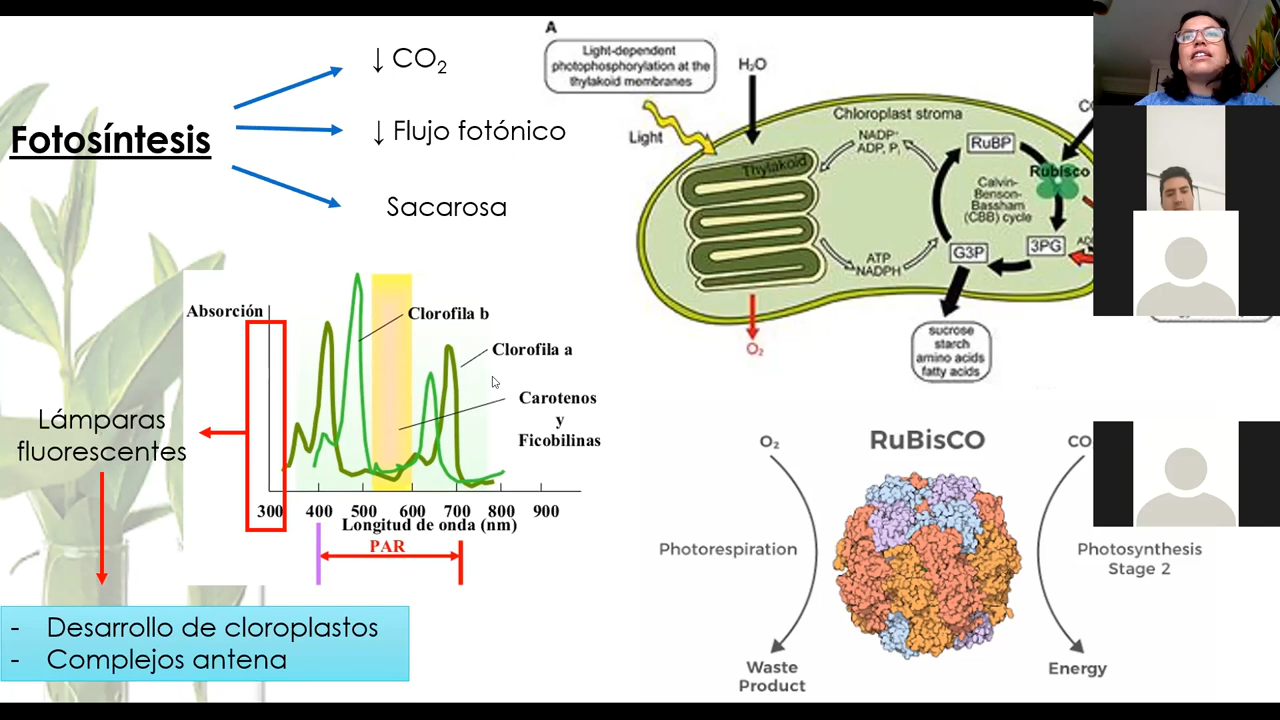 Fotosíntesis
↓ CO₂
↓ Flujo fotónico
Sacarosa
Absorción
Clorofila b
Clorofila a
Carotenos
y
Ficobilinas
300 400 500 600 700 800 900
Longitud de onda (nm)
PAR
Lámparas
fluorescentes
- Desarrollo de cloroplastos
- Complejos antena
A
Light-dependent
photophosphorylation at the
thylakoid membranes
H₂O
Light
Chloroplast stroma
Thylakoid
NADP⁺
ADP, Pᵢ
RuBP
Rubisco
Calvin-
Benson-
Bassham
(CBB) cycle
ATP
NADPH
G3P
3PG
O₂
sucrose
starch
amino acids
fatty acids
O₂
RuBisCO
Photorespiration
Photosynthesis
Stage 2
Waste
Product
Energy